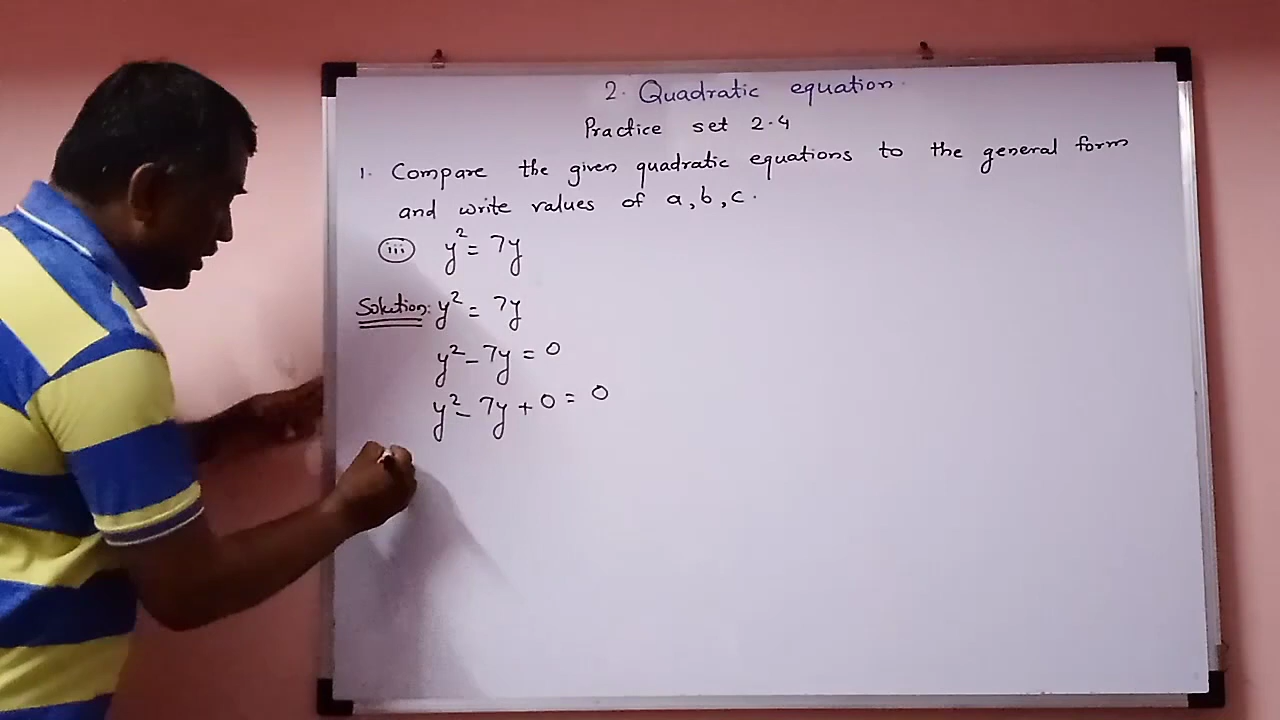 2. Quadratic equation.
Practice set 2.4
1. Compare the given quadratic equations to the general form
and write values of a, b, c.
iii y² = 7y
Solution: y² = 7y
y² - 7y = 0
y² - 7y + 0 = 0